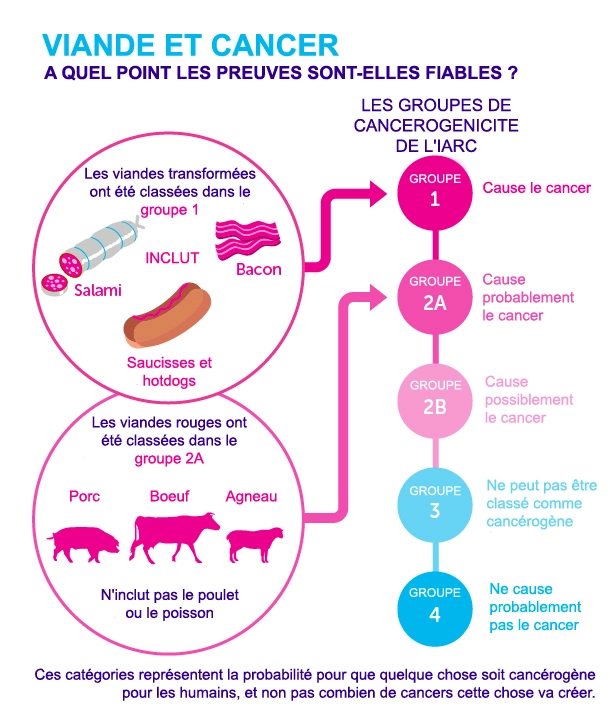 VIANDE ET CANCER
A QUEL POINT LES PREUVES SONT-ELLES FIABLES ?
LES GROUPES DE
CANCEROGENICITE
DE L'IARC
Les viandes transformées
ont été classées dans le
groupe 1
INCLUT
Salami
Bacon
Saucisses et
hotdogs
Les viandes rouges ont
été classées dans le
groupe 2A
Porc
Boeuf
Agneau
N'inclut pas le poulet
ou le poisson
GROUPE
1
Cause le cancer
GROUPE
2A
Cause
probablement
le cancer
GROUPE
2B
Cause
possiblement
le cancer
GROUPE
3
Ne peut pas être
classé comme
cancérogène
GROUPE
4
Ne cause
probablement
pas le cancer
Ces catégories représentent la probabilité pour que quelque chose soit cancérogène
pour les humains, et non pas combien de cancers cette chose va créer.